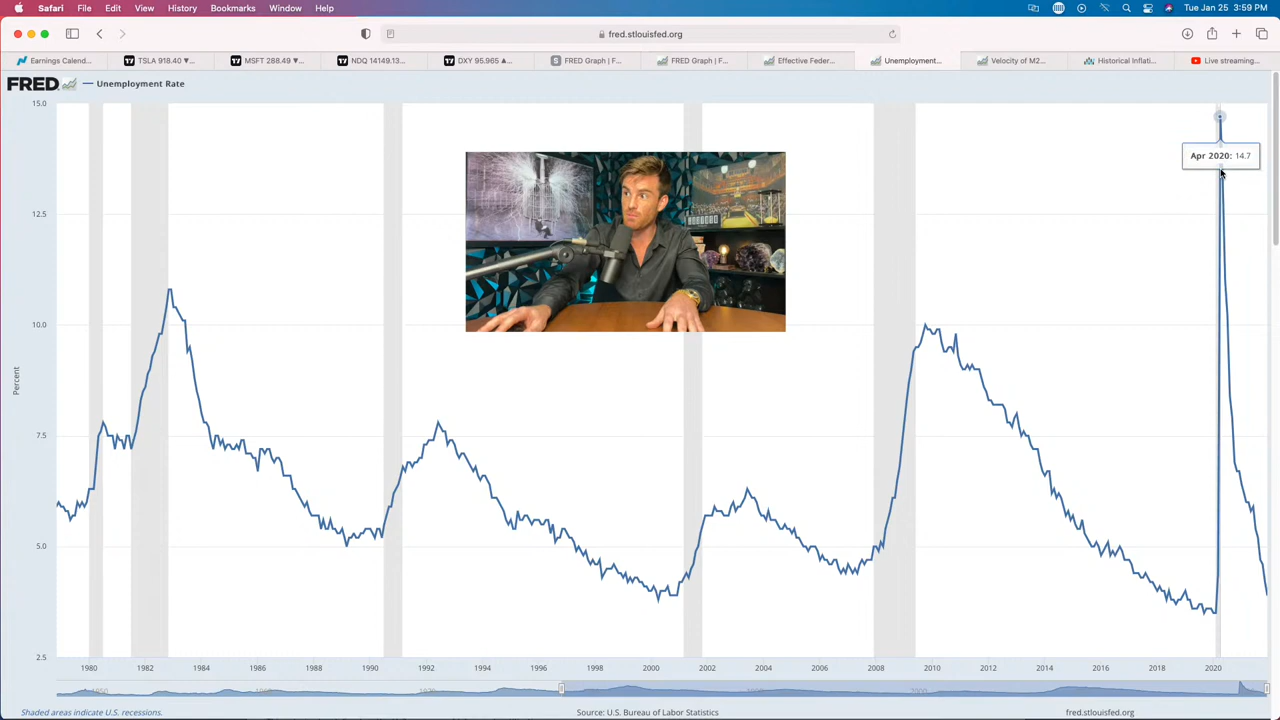 Safari File Edit View History Bookmarks Window Help Tue Jan 25 3:59 PM
fred.stlouisfed.org
Earnings Calend... TSLA 918.40 ▼... MSFT 288.49 ▼... NDQ 14149.13... DXY 95.965 ▲... FRED Graph | F... FRED Graph | F... Effective Feder... Unemployment... Velocity of M2... Historical Inflati... Live streaming...
FRED Unemployment Rate
15.0
Apr 2020: 14.7
12.5
10.0
Percent
7.5
5.0
2.5
1980 1982 1984 1986 1988 1990 1992 1994 1996 1998 2000 2002 2004 2006 2008 2010 2012 2014 2016 2018 2020
Shaded areas indicate U.S. recessions. Source: U.S. Bureau of Labor Statistics fred.stlouisfed.org